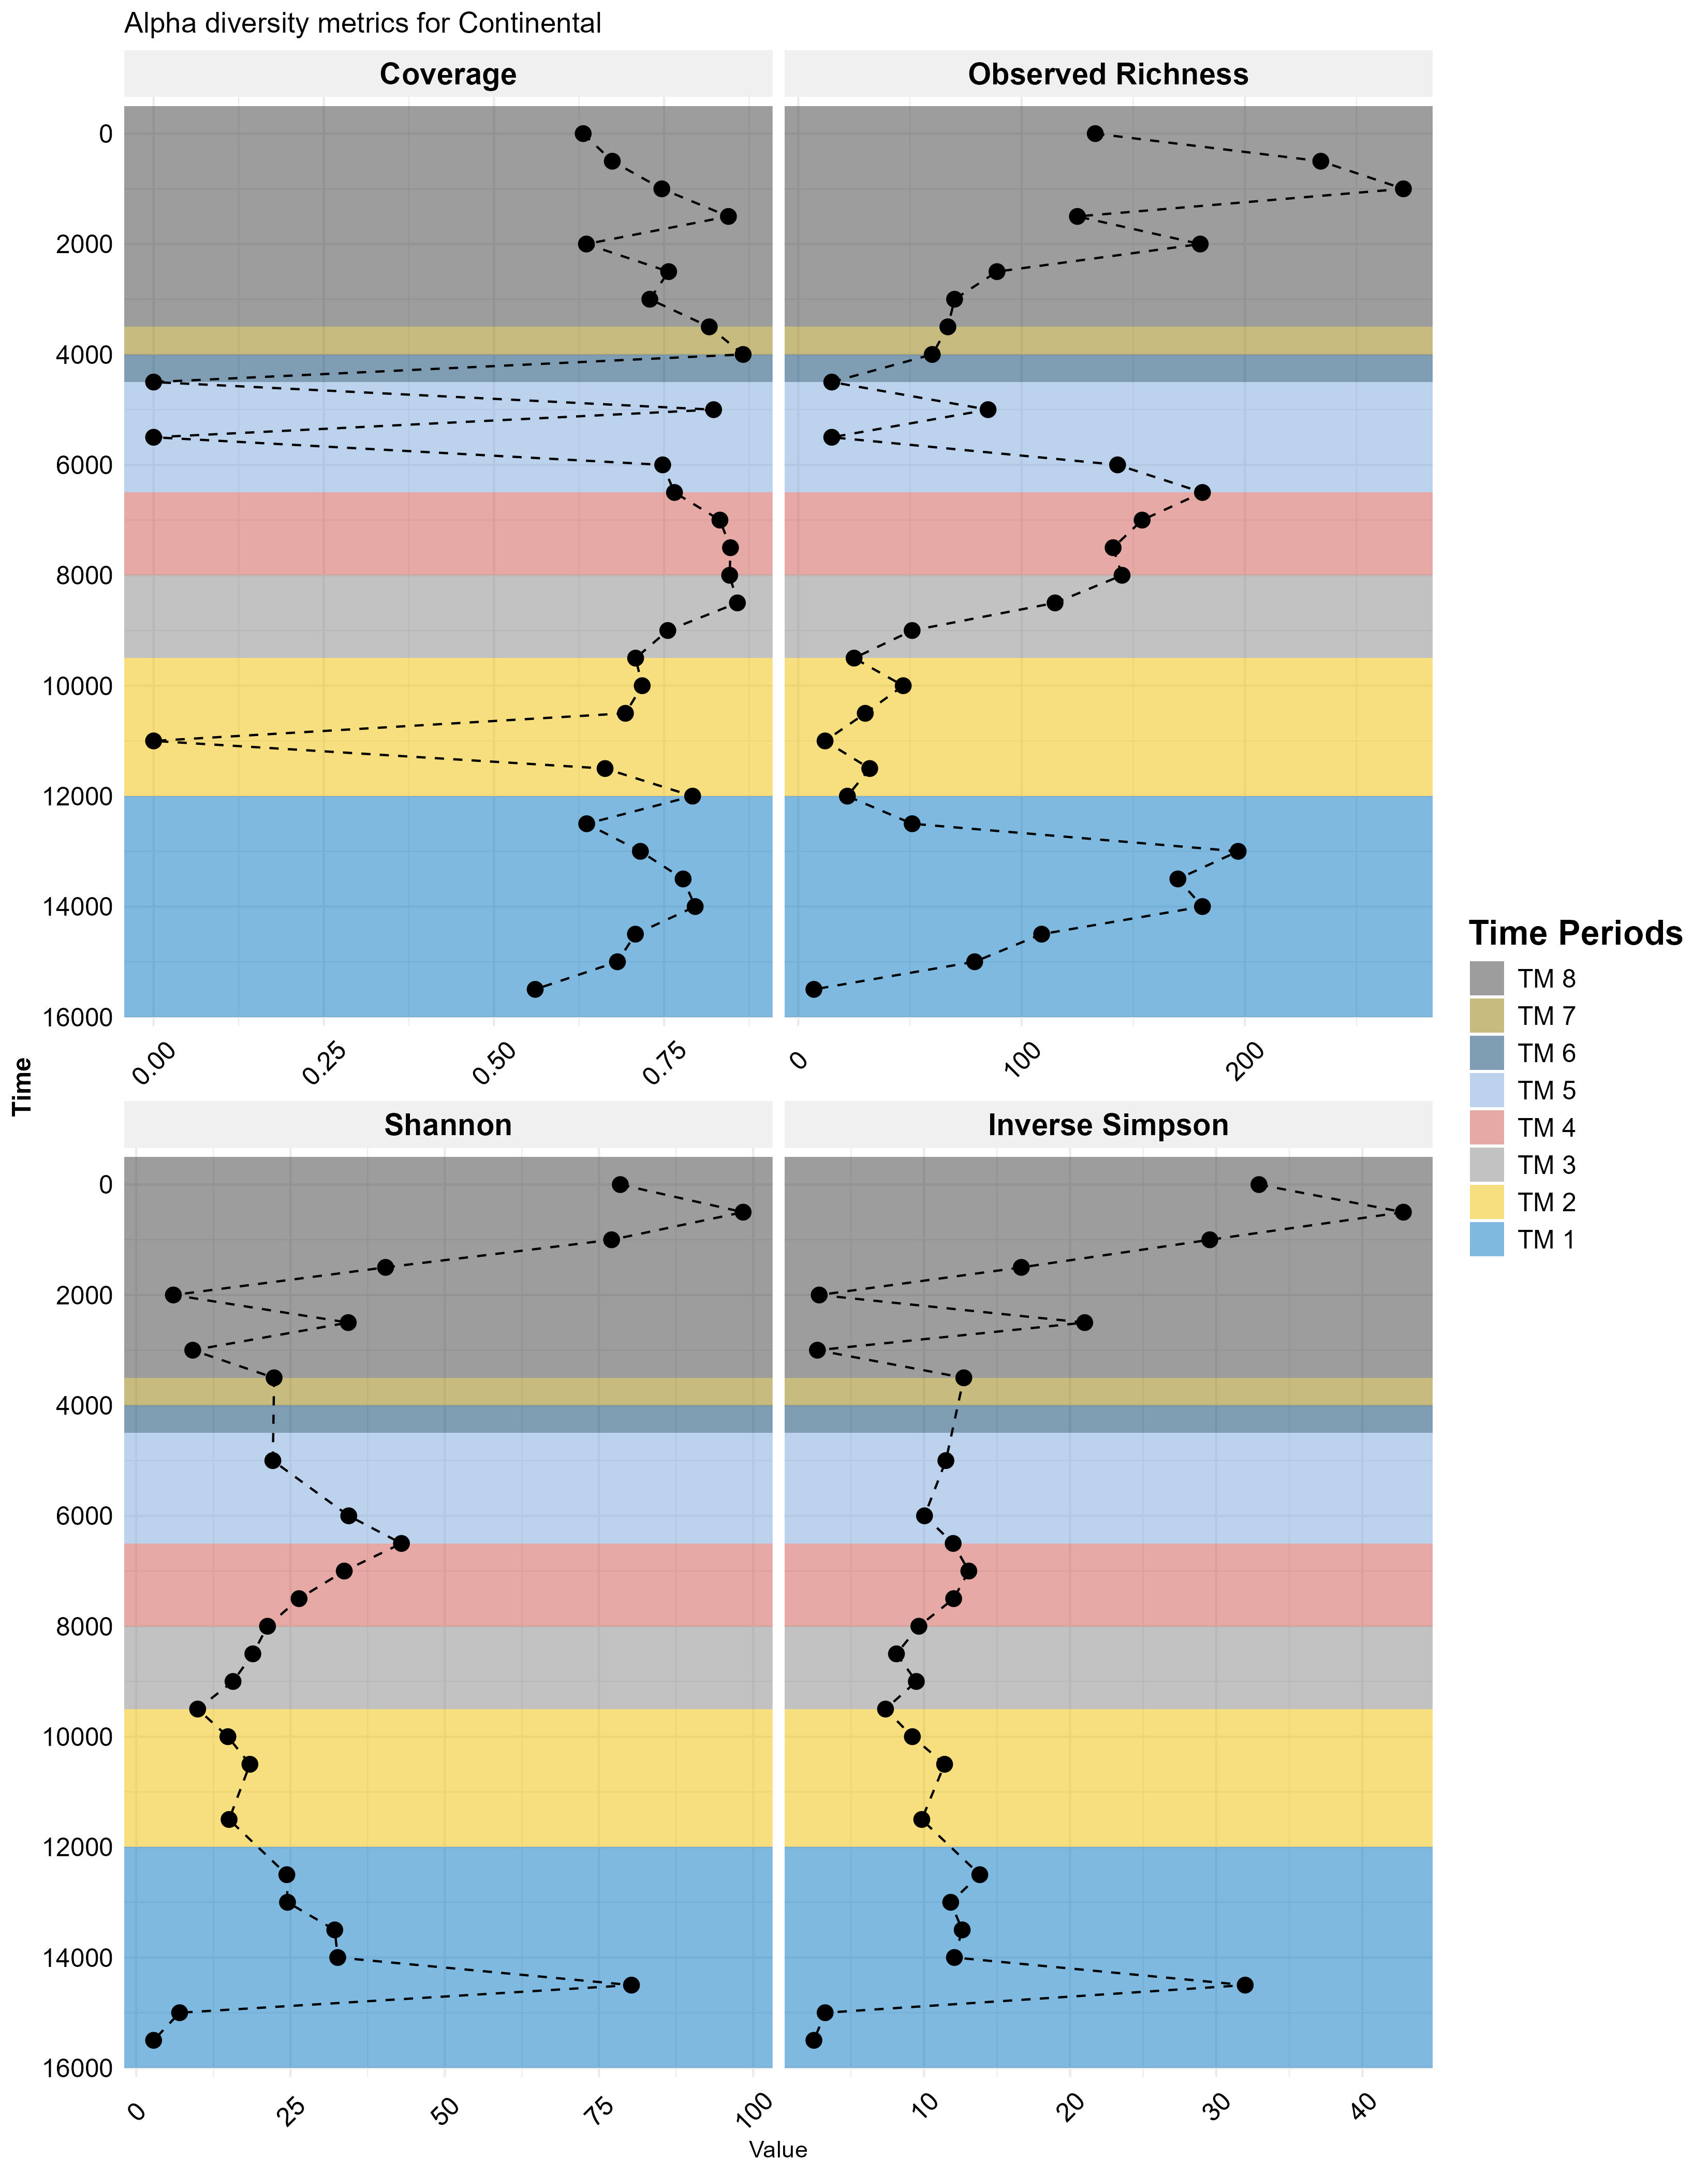 Alpha diversity metrics for Continental
Coverage
Observed Richness
0
2000
4000
6000
8000
10000
12000
14000
16000
0.00
0.25
0.50
0.75
0
100
200
Time
Shannon
Inverse Simpson
0
2000
4000
6000
8000
10000
12000
14000
16000
0
25
50
75
100
10
20
30
40
Value
Time Periods
TM 8
TM 7
TM 6
TM 5
TM 4
TM 3
TM 2
TM 1